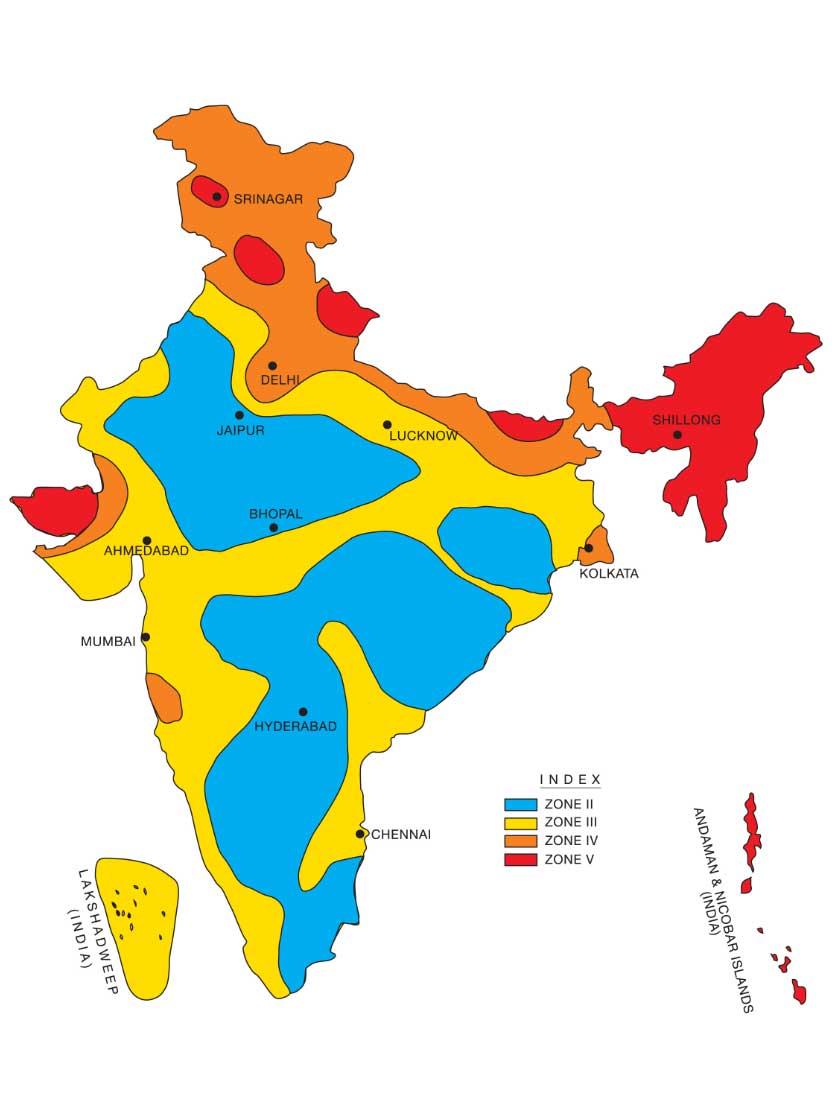 SRINAGAR
DELHI
JAIPUR
LUCKNOW
SHILLONG
BHOPAL
AHMEDABAD
KOLKATA
MUMBAI
HYDERABAD
INDEX
ZONE II
ZONE III
ZONE IV
ZONE V
CHENNAI
LAKSHADWEEP
(INDIA)
ANDAMAN & NICOBAR ISLANDS
(INDIA)